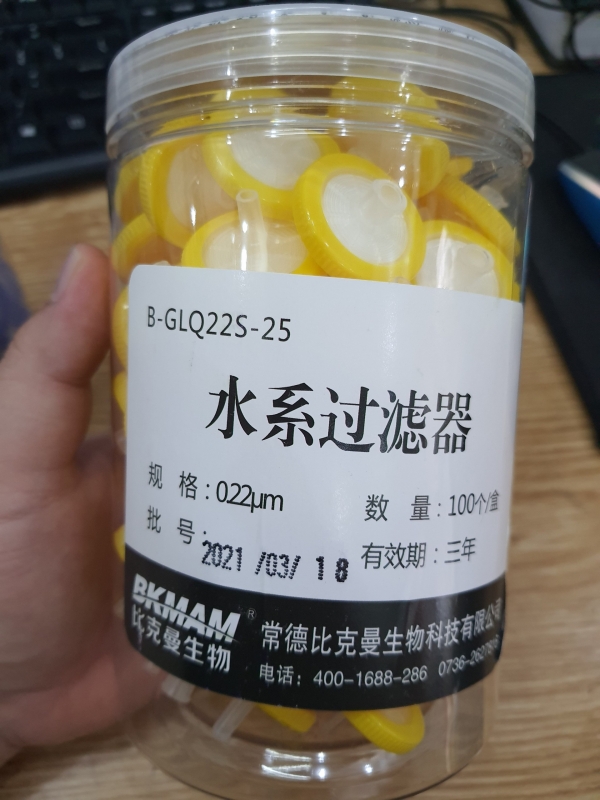 B-GLQ22S-25
水系过滤器
规 格：0.22μm 数 量：100个/盒
批 号：2021 /03/ 18 有效期：三年
BKMAM®
比克曼生物
常德比克曼生物科技有限公
电话：400-1688-286